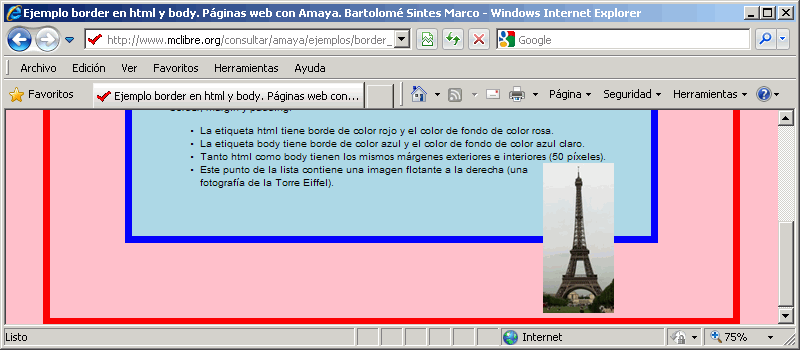 Ejemplo border en html y body. Páginas web con Amaya. Bartolomé Sintes Marco - Windows Internet Explorer
http://www.mclibre.org/consultar/amaya/ejemplos/border_
Google
Archivo Edición Ver Favoritos Herramientas Ayuda
Favoritos
Ejemplo border en html y body. Páginas web con...
Página Seguridad Herramientas
margin y padding.
• La etiqueta html tiene borde de color rojo y el color de fondo de color rosa.
• La etiqueta body tiene borde de color azul y el color de fondo de color azul claro.
• Tanto html como body tienen los mismos márgenes exteriores e interiores (50 píxeles).
• Este punto de la lista contiene una imagen flotante a la derecha (una
fotografía de la Torre Eiffel).
Listo
Internet
75%